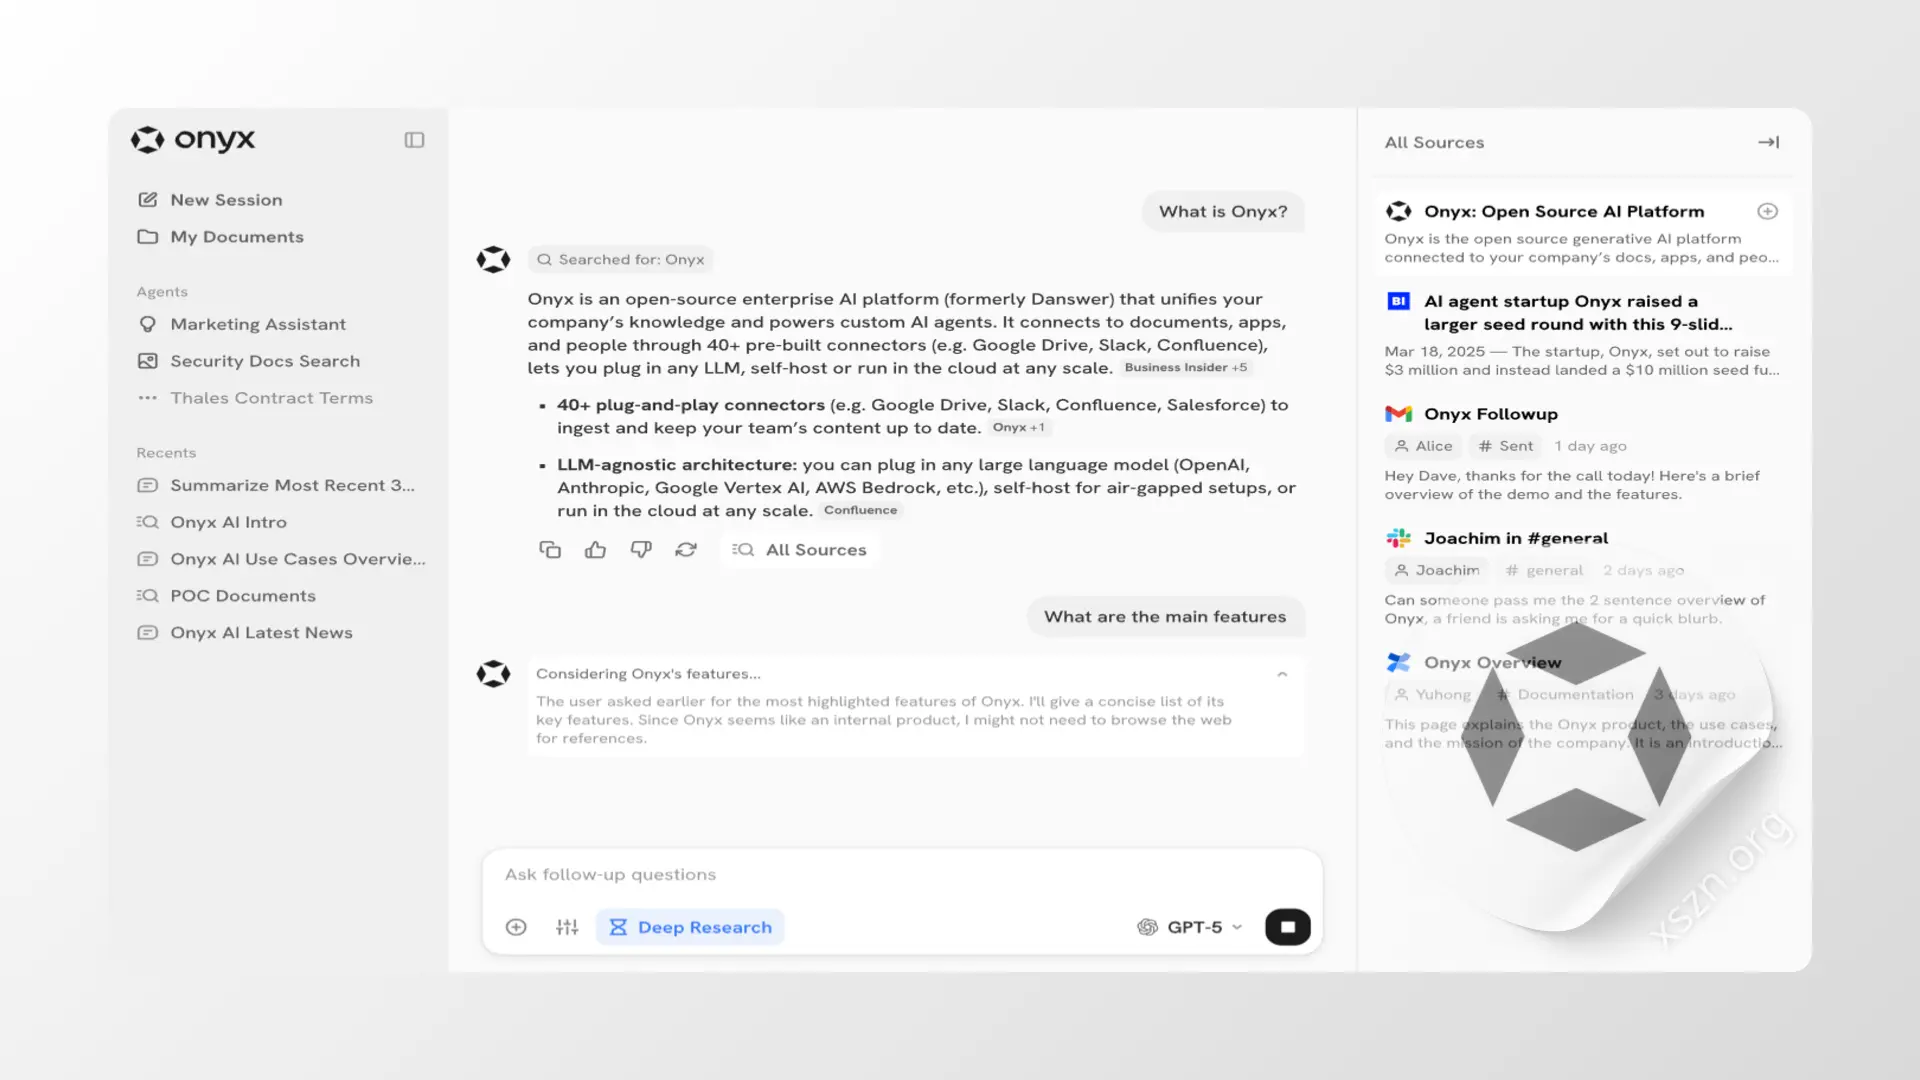 onyx
New Session
My Documents
Agents
Marketing Assistant
Security Docs Search
Thales Contract Terms
Recents
Summarize Most Recent 3...
Onyx AI Intro
Onyx AI Use Cases Overvie...
POC Documents
Onyx AI Latest News
What is Onyx?
Searched for: Onyx
Onyx is an open-source enterprise AI platform (formerly Danswer) that unifies your
company’s knowledge and powers custom AI agents. It connects to documents, apps,
and people through 40+ pre-built connectors (e.g. Google Drive, Slack, Confluence),
lets you plug in any LLM, self-host or run in the cloud at any scale. Business Insider +5
▪ 40+ plug-and-play connectors (e.g. Google Drive, Slack, Confluence, Salesforce) to
ingest and keep your team’s content up to date. Onyx +1
▪ LLM-agnostic architecture: you can plug in any large language model (OpenAI,
Anthropic, Google Vertex AI, AWS Bedrock, etc.), self-host for air-gapped setups, or
run in the cloud at any scale. Confluence
All Sources
What are the main features
Considering Onyx's features...
The user asked earlier for the most highlighted features of Onyx. I'll give a concise list of its
key features. Since Onyx seems like an internal product, I might not need to browse the web
for references.
Ask follow-up questions
Deep Research
GPT-5
All Sources
Onyx: Open Source AI Platform
Onyx is the open source generative AI platform
connected to your company’s docs, apps, and peo...
BI AI agent startup Onyx raised a
larger seed round with this 9-slid...
Mar 18, 2025 — The startup, Onyx, set out to raise
$3 million and instead landed a $10 million seed fu...
Onyx Followup
Alice # Sent 1 day ago
Hey Dave, thanks for the call today! Here's a brief
overview of the demo and the features.
Joachim in #general
Joachim # general 2 days ago
Can someone pass me the 2 sentence overview of
Onyx, a friend is asking me for a quick blurb.
Onyx Overview
Yuhong # Documentation 3 days ago
This page explains the Onyx product, the use cases,
and the mission of the company. It is an introductio...
xszn.org